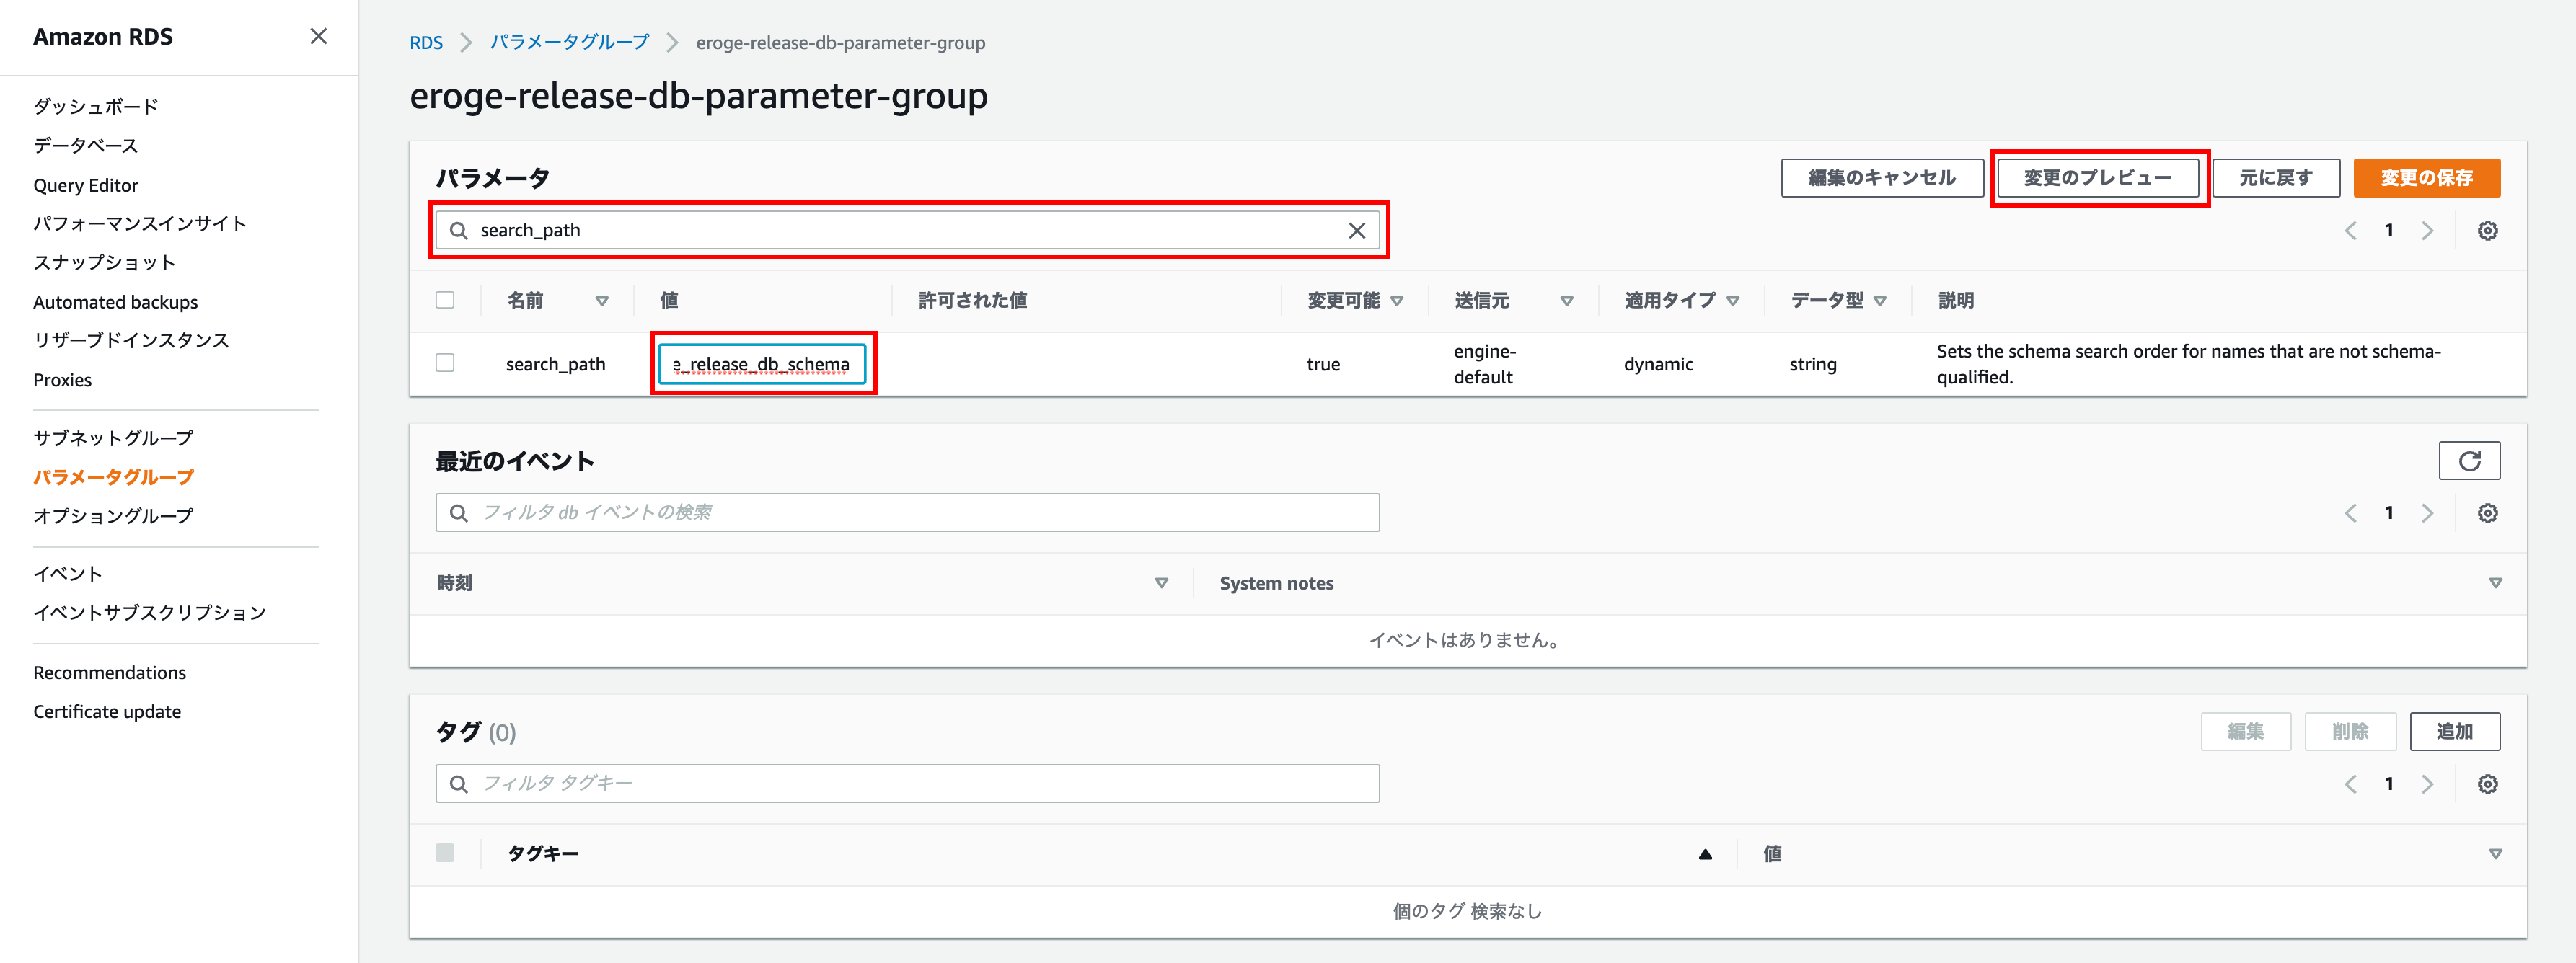 Amazon RDS
ダッシュボード
データベース
Query Editor
パフォーマンスインサイト
スナップショット
Automated backups
リザーブドインスタンス
Proxies
サブネットグループ
パラメータグループ
オプショングループ
イベント
イベントサブスクリプション
Recommendations
Certificate update
RDS パラメータグループ eroge-release-db-parameter-group
eroge-release-db-parameter-group
パラメータ
編集のキャンセル 変更のプレビュー 元に戻す 変更の保存
search_path
1
名前 値 許可された値 変更可能 送信元 適用タイプ データ型 説明
search_path e_release_db_schema true engine-default dynamic string Sets the schema search order for names that are not schema-
qualified.
最近のイベント
フィルタ db イベントの検索
1
時刻 System notes
イベントはありません。
タグ (0)
編集 削除 追加
フィルタ タグキー
1
タグキー 値
個のタグ 検索なし